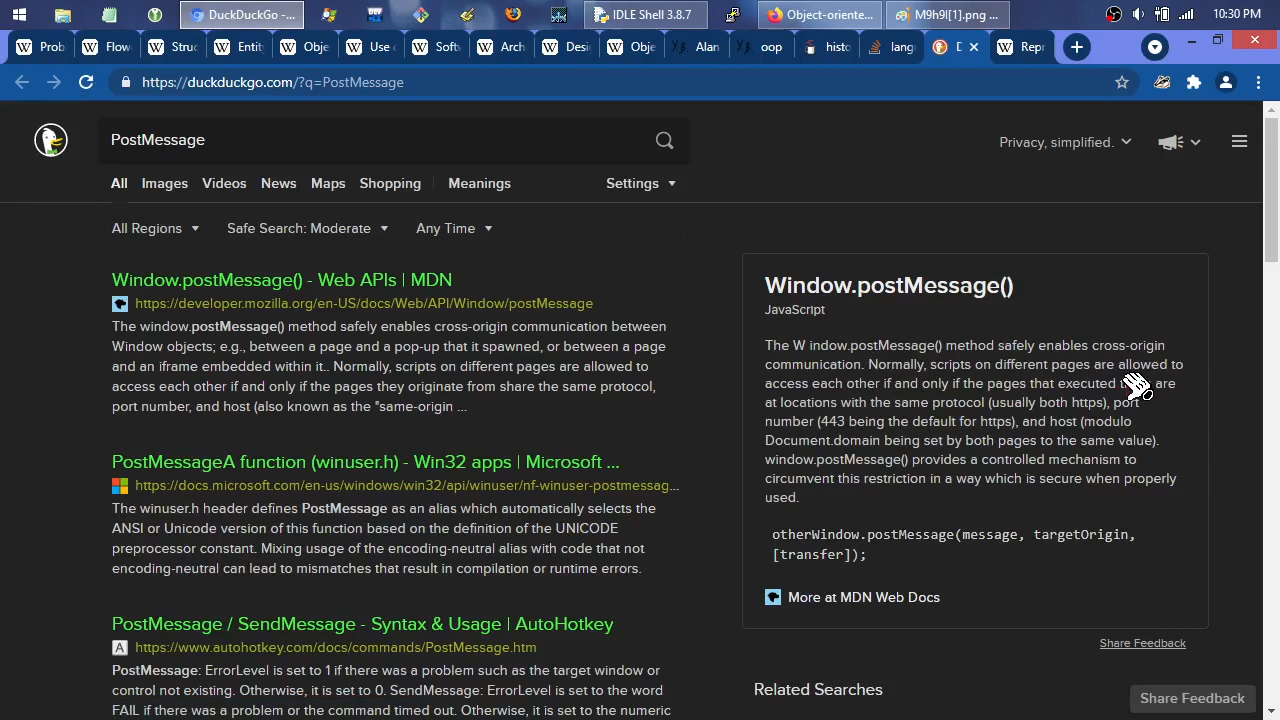 DuckDuckGo -...
IDLE Shell 3.8.7
Object-oriente...
M9h9l[1].png ...
10:30 PM
Prob
Flow
Struc
Entity
Obje
Use c
Softw
Arch
Desi
Obje
Alan
oop
histo
lang
D
Repr
https://duckduckgo.com/?q=PostMessage
PostMessage
Privacy, simplified.
All Images Videos News Maps Shopping Meanings Settings
All Regions Safe Search: Moderate Any Time
Window.postMessage() - Web APIs | MDN
https://developer.mozilla.org/en-US/docs/Web/API/Window/postMessage
The window.postMessage() method safely enables cross-origin communication between
Window objects; e.g., between a page and a pop-up that it spawned, or between a page
and an iframe embedded within it.. Normally, scripts on different pages are allowed to
access each other if and only if the pages they originate from share the same protocol,
port number, and host (also known as the "same-origin ...
PostMessageA function (winuser.h) - Win32 apps | Microsoft ...
https://docs.microsoft.com/en-us/windows/win32/api/winuser/nf-winuser-postmessag...
The winuser.h header defines PostMessage as an alias which automatically selects the
ANSI or Unicode version of this function based on the definition of the UNICODE
preprocessor constant. Mixing usage of the encoding-neutral alias with code that not
encoding-neutral can lead to mismatches that result in compilation or runtime errors.
PostMessage / SendMessage - Syntax & Usage | AutoHotkey
https://www.autohotkey.com/docs/commands/PostMessage.htm
PostMessage: ErrorLevel is set to 1 if there was a problem such as the target window or
control not existing. Otherwise, it is set to 0. SendMessage: ErrorLevel is set to the word
FAIL if there was a problem or the command timed out. Otherwise, it is set to the numeric
Window.postMessage()
JavaScript
The W indow.postMessage() method safely enables cross-origin
communication. Normally, scripts on different pages are allowed to
access each other if and only if the pages that executed are
at locations with the same protocol (usually both https), port
number (443 being the default for https), and host (modulo
Document.domain being set by both pages to the same value).
window.postMessage() provides a controlled mechanism to
circumvent this restriction in a way which is secure when properly
used.
otherWindow.postMessage(message, targetOrigin,
[transfer]);
More at MDN Web Docs
Share Feedback
Related Searches
Share Feedback